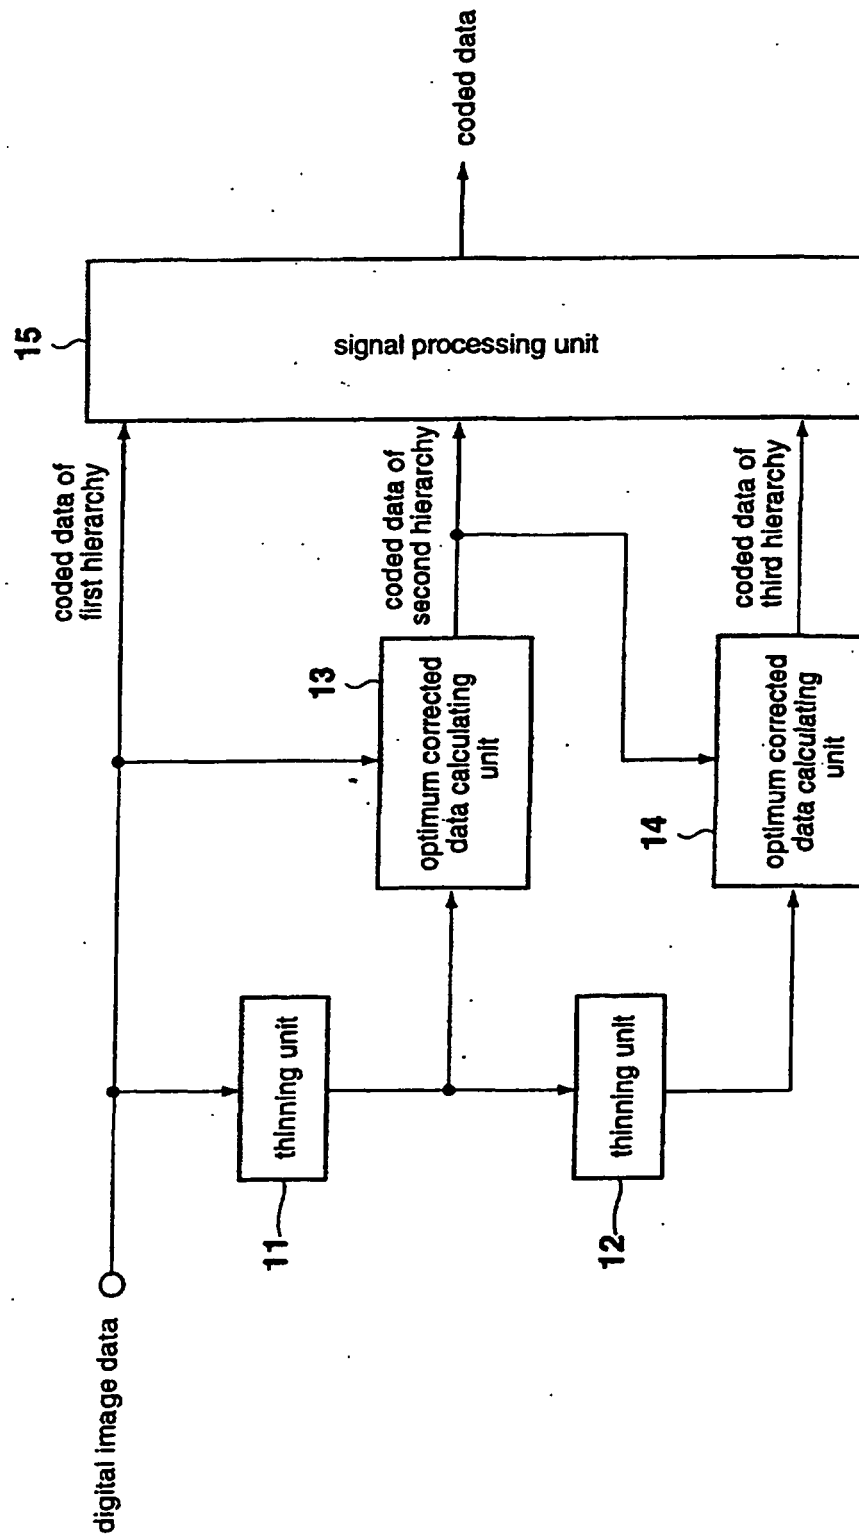 digital image data
11
thinning unit
12
thinning unit
13
optimum corrected
data calculating
unit
14
optimum corrected
data calculating
unit
coded data of
first hierarchy
coded data of
second hierarchy
coded data of
third hierarchy
15
signal processing unit
coded data